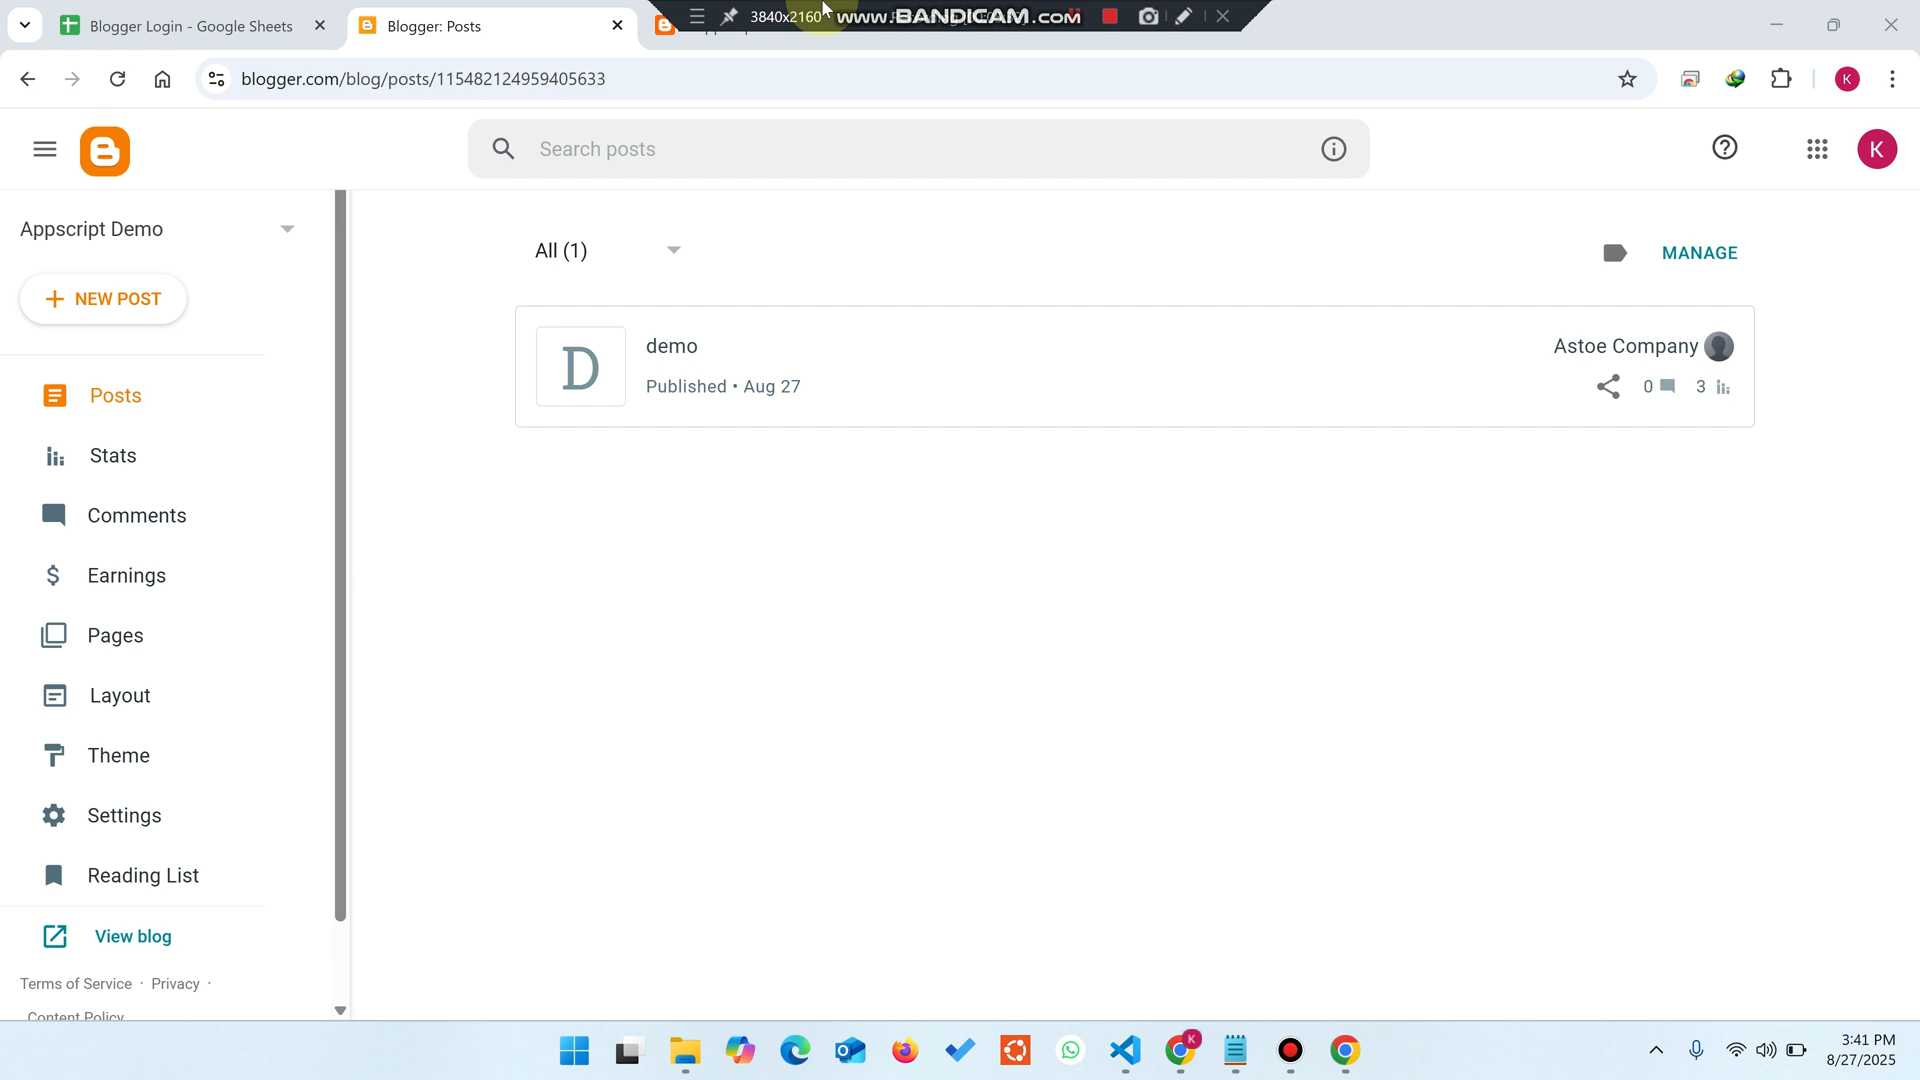 Blogger Login - Google Sheets
Blogger: Posts
3840x2160
www.BANDICAM.com
blogger.com/blog/posts/115482124959405633
K
Search posts
K
Appscript Demo
All (1)
MANAGE
NEW POST
D
demo
Astoe Company
Published • Aug 27
0
3
Posts
Stats
Comments
Earnings
Pages
Layout
Theme
Settings
Reading List
View blog
Terms of Service · Privacy ·
Content Policy
K
3:41 PM
8/27/2025